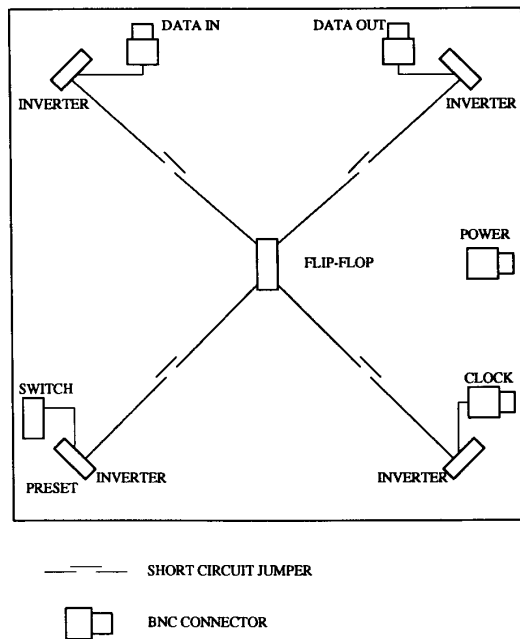 DATA IN
DATA OUT
INVERTER
INVERTER
FLIP-FLOP
POWER
SWITCH
CLOCK
PRESET
INVERTER
INVERTER
SHORT CIRCUIT JUMPER
BNC CONNECTOR